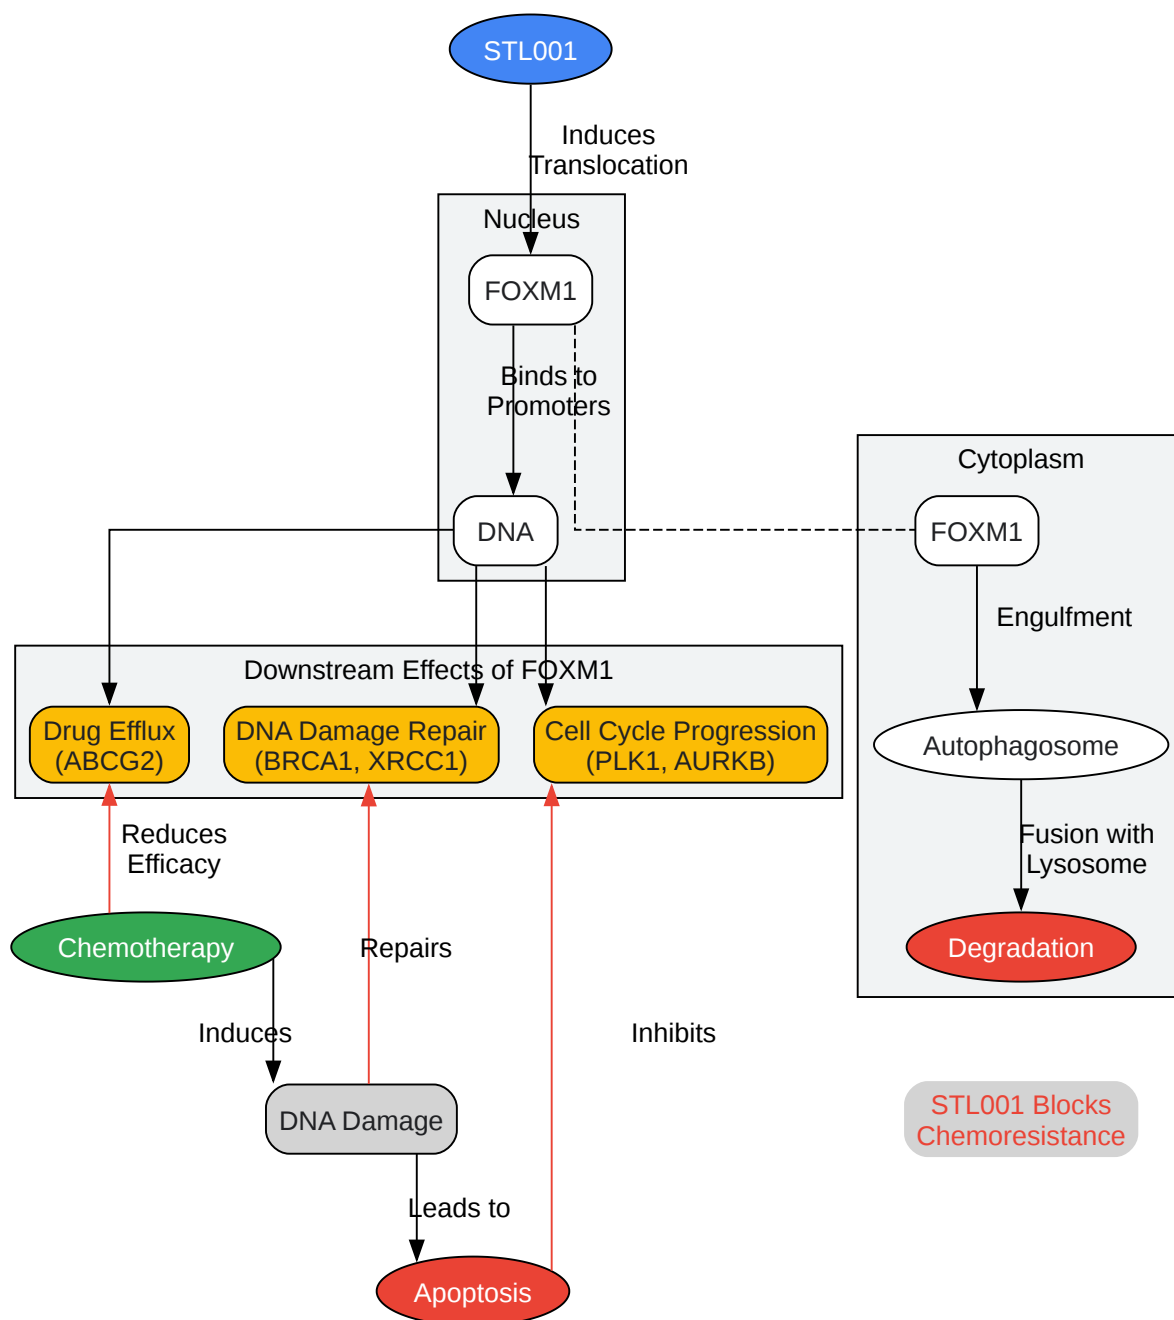 STL001
Induces
Translocation
Nucleus
FOXM1
Binds to
Promoters
Cytoplasm
DNA
FOXM1
Engulfment
Downstream Effects of FOXM1
Drug Efflux
(ABCG2)
DNA Damage Repair
(BRCA1, XRCC1)
Cell Cycle Progression
(PLK1, AURKB)
Autophagosome
Reduces
Efficacy
Fusion with
Lysosome
Chemotherapy
Repairs
Degradation
Induces
Inhibits
DNA Damage
STL001 Blocks
Chemoresistance
Leads to
Apoptosis